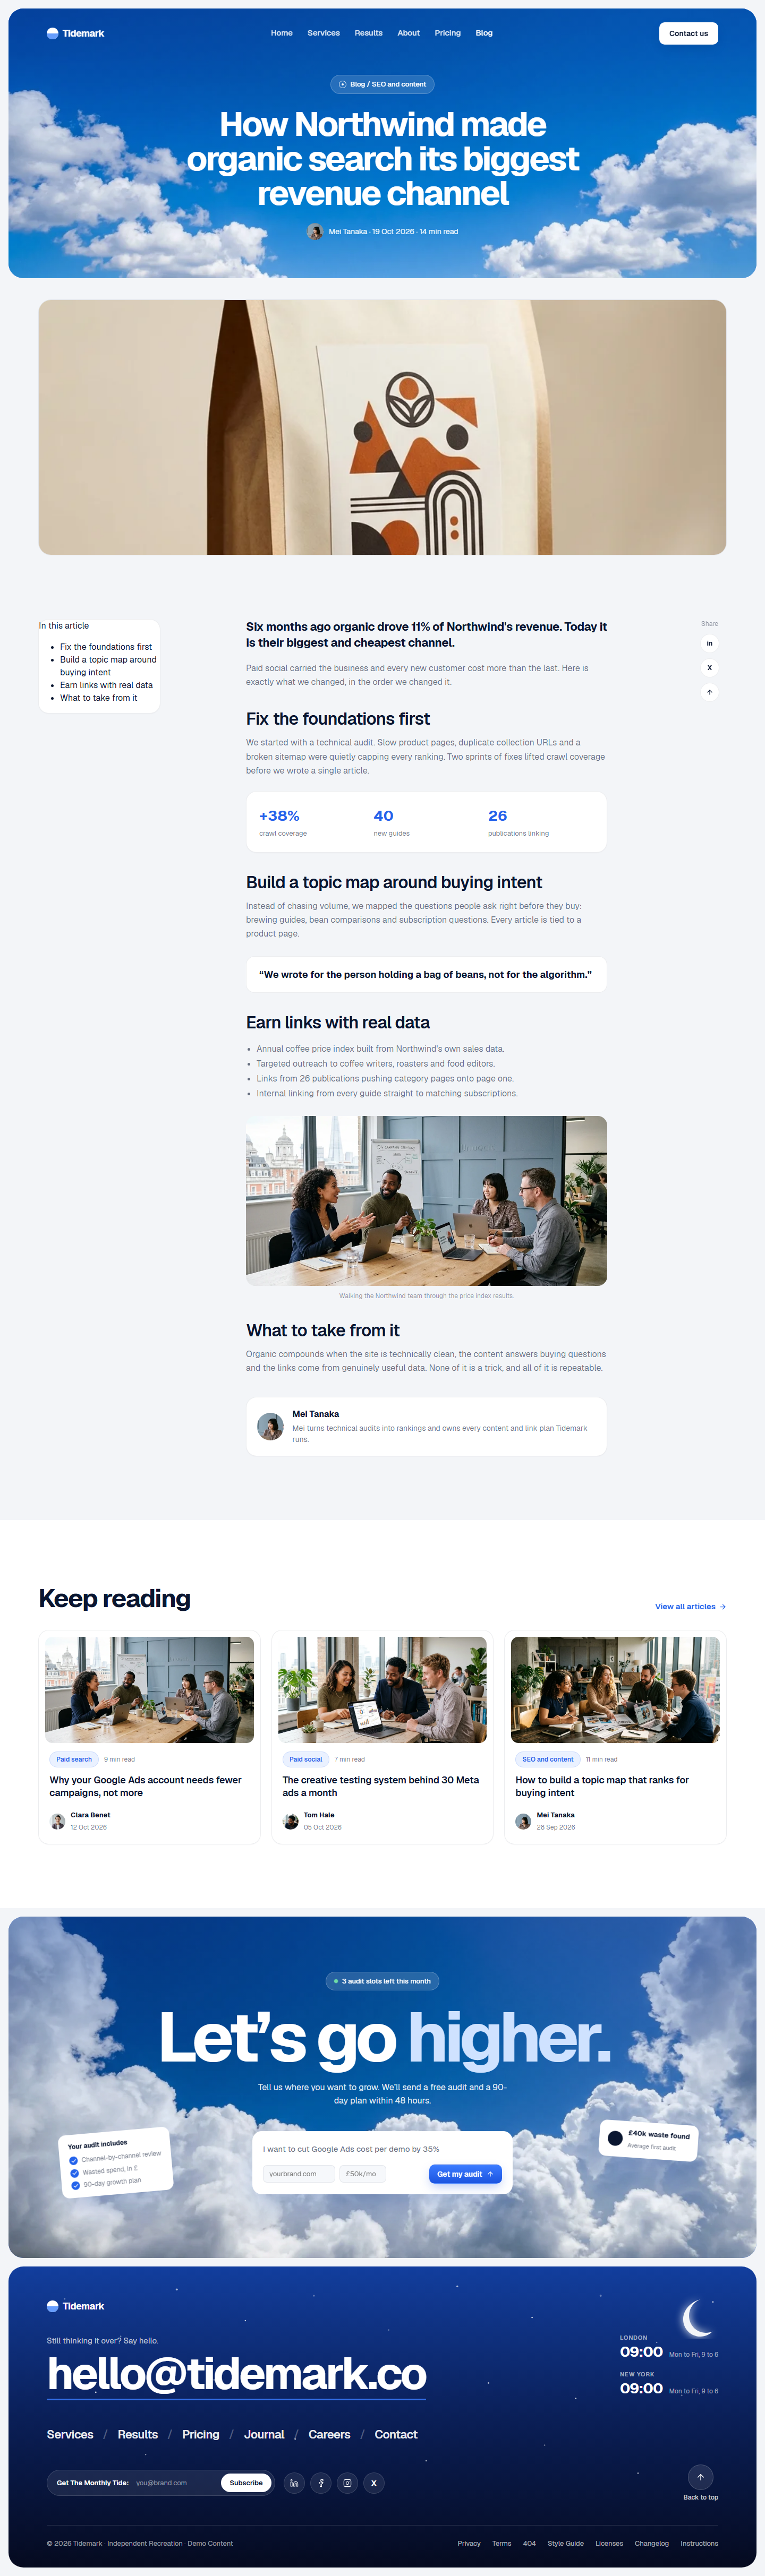 Tidemark
Home
Services
Results
About
Pricing
Blog
Contact us
Blog / SEO and content
How Northwind made
organic search its biggest
revenue channel
Mei Tanaka · 19 Oct 2026 · 14 min read
In this article
Fix the foundations first
Build a topic map around
buying intent
Earn links with real data
What to take from it
Six months ago organic drove 11% of Northwind's revenue. Today it
is their biggest and cheapest channel.
Paid social carried the business and every new customer cost more than the last. Here is
exactly what we changed, in the order we changed it.
Share
in
X
Fix the foundations first
We started with a technical audit. Slow product pages, duplicate collection URLs and a
broken sitemap were quietly capping every ranking. Two sprints of fixes lifted crawl coverage
before we wrote a single article.
+38%
crawl coverage
40
new guides
26
publications linking
Build a topic map around buying intent
Instead of chasing volume, we mapped the questions people ask right before they buy:
brewing guides, bean comparisons and subscription questions. Every article is tied to a
product page.
“We wrote for the person holding a bag of beans, not for the algorithm.”
Earn links with real data
Annual coffee price index built from Northwind's own sales data.
Targeted outreach to coffee writers, roasters and food editors.
Links from 26 publications pushing category pages onto page one.
Internal linking from every guide straight to matching subscriptions.
Walking the Northwind team through the price index results.
What to take from it
Organic compounds when the site is technically clean, the content answers buying questions
and the links come from genuinely useful data. None of it is a trick, and all of it is repeatable.
Mei Tanaka
Mei turns technical audits into rankings and owns every content and link plan Tidemark
runs.
Keep reading
View all articles
Paid search
9 min read
Why your Google Ads account needs fewer
campaigns, not more
Clara Benet
12 Oct 2026
Paid social
7 min read
The creative testing system behind 30 Meta
ads a month
Tom Hale
05 Oct 2026
SEO and content
11 min read
How to build a topic map that ranks for
buying intent
Mei Tanaka
28 Sep 2026
3 audit slots left this month
Let’s go higher.
Tell us where you want to grow. We'll send a free audit and a 90-
day plan within 48 hours.
Your audit includes
Channel-by-channel review
Wasted spend, in £
90-day growth plan
I want to cut Google Ads cost per demo by 35%
yourbrand.com
£50k/mo
Get my audit
£40k waste found
Average first audit
Tidemark
Still thinking it over? Say hello.
hello@tidemark.co
LONDON
09:00 Mon to Fri, 9 to 6
NEW YORK
09:00 Mon to Fri, 9 to 6
Services / Results / Pricing / Journal / Careers / Contact
Get The Monthly Tide:
you@brand.com
Subscribe
X
Back to top
© 2026 Tidemark · Independent Recreation · Demo Content
Privacy
Terms
404
Style Guide
Licenses
Changelog
Instructions